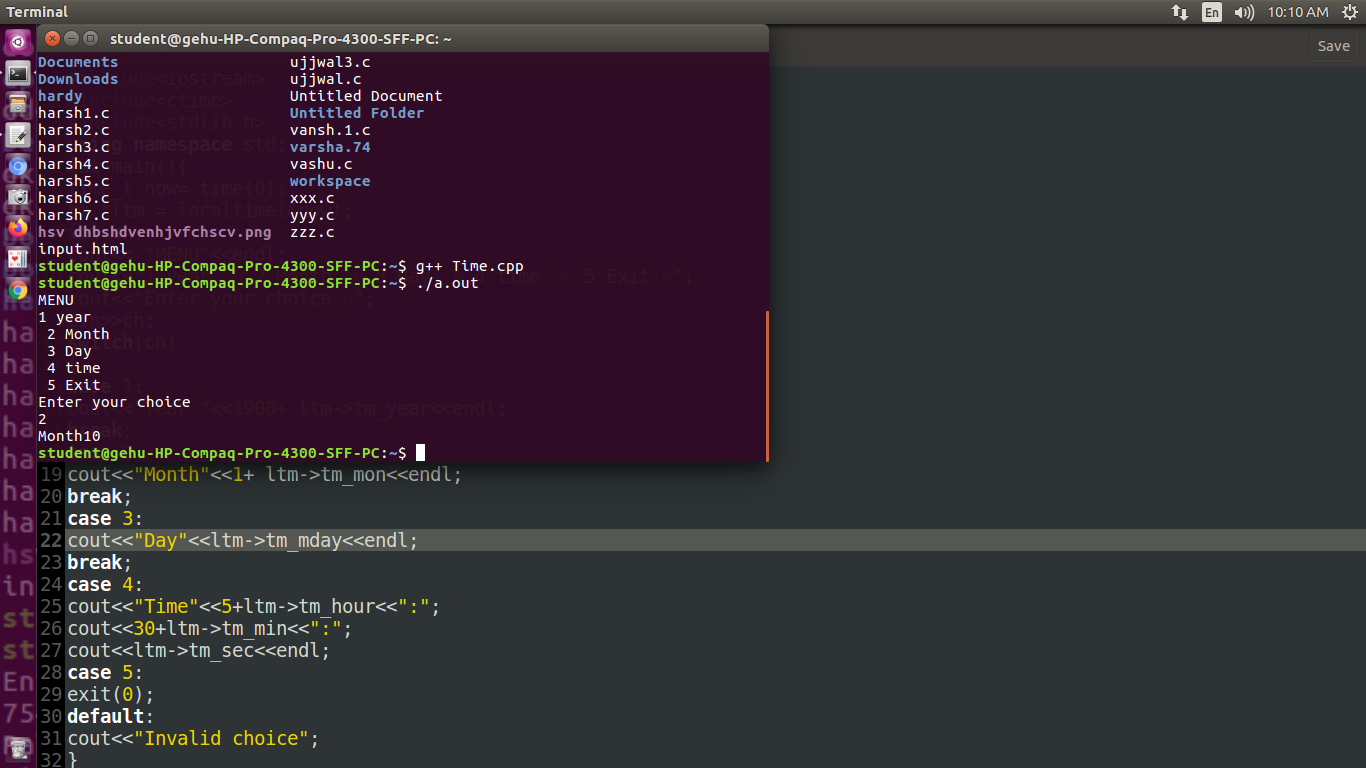 Terminal
En
10:10 AM
student@gehu-HP-Compaq-Pro-4300-SFF-PC: ~
Save
Documents ujjwal3.c
Downloads ujjwal.c
hardy Untitled Document
harsh1.c Untitled Folder
harsh2.c vansh.1.c
harsh3.c varsha.74
harsh4.c vashu.c
harsh5.c workspace
harsh6.c xxx.c
harsh7.c yyy.c
hsv dhbshdvenhjvfchscv.png zzz.c
input.html
student@gehu-HP-Compaq-Pro-4300-SFF-PC:~$ g++ Time.cpp
student@gehu-HP-Compaq-Pro-4300-SFF-PC:~$ ./a.out
MENU
1 year
2 Month
3 Day
4 time
5 Exit
Enter your choice
2
Month10
student@gehu-HP-Compaq-Pro-4300-SFF-PC:~$
19 cout<<"Month"<<1+ ltm->tm_mon<<endl;
20 break;
21 case 3:
22 cout<<"Day"<<ltm->tm_mday<<endl;
23 break;
24 case 4:
25 cout<<"Time"<<5+ltm->tm_hour<<":";
26 cout<<30+ltm->tm_min<<":";
27 cout<<ltm->tm_sec<<endl;
28 case 5:
29 exit(0);
30 default:
31 cout<<"Invalid choice";
32 }